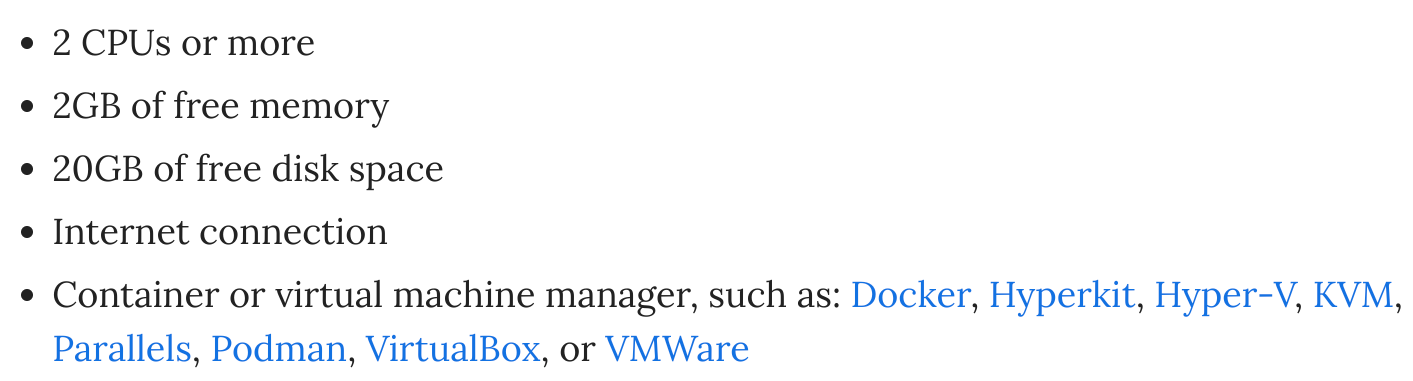 • 2 CPUs or more
• 2GB of free memory
• 20GB of free disk space
• Internet connection
• Container or virtual machine manager, such as: Docker, Hyperkit, Hyper-V, KVM,
Parallels, Podman, VirtualBox, or VMWare